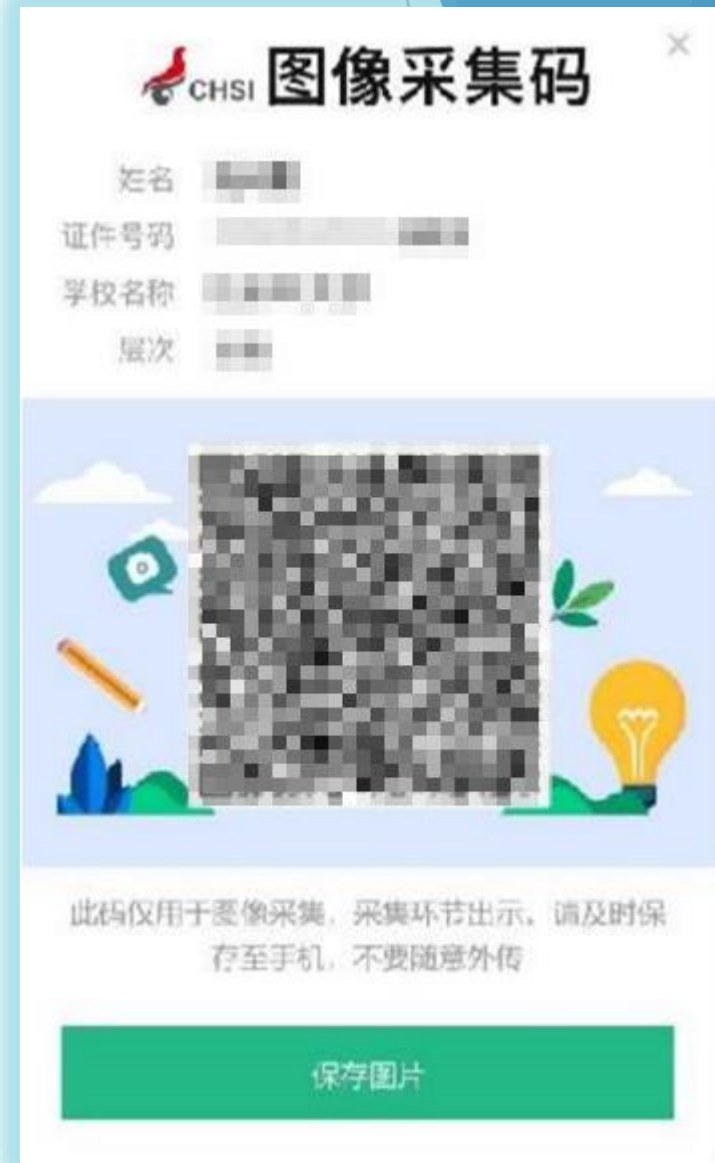 CHSI 图像采集码
姓名
证件号码
学校名称
层次
此码仅用于图像采集，采集环节出示。请及时保
存至手机，不要随意外传
保存图片